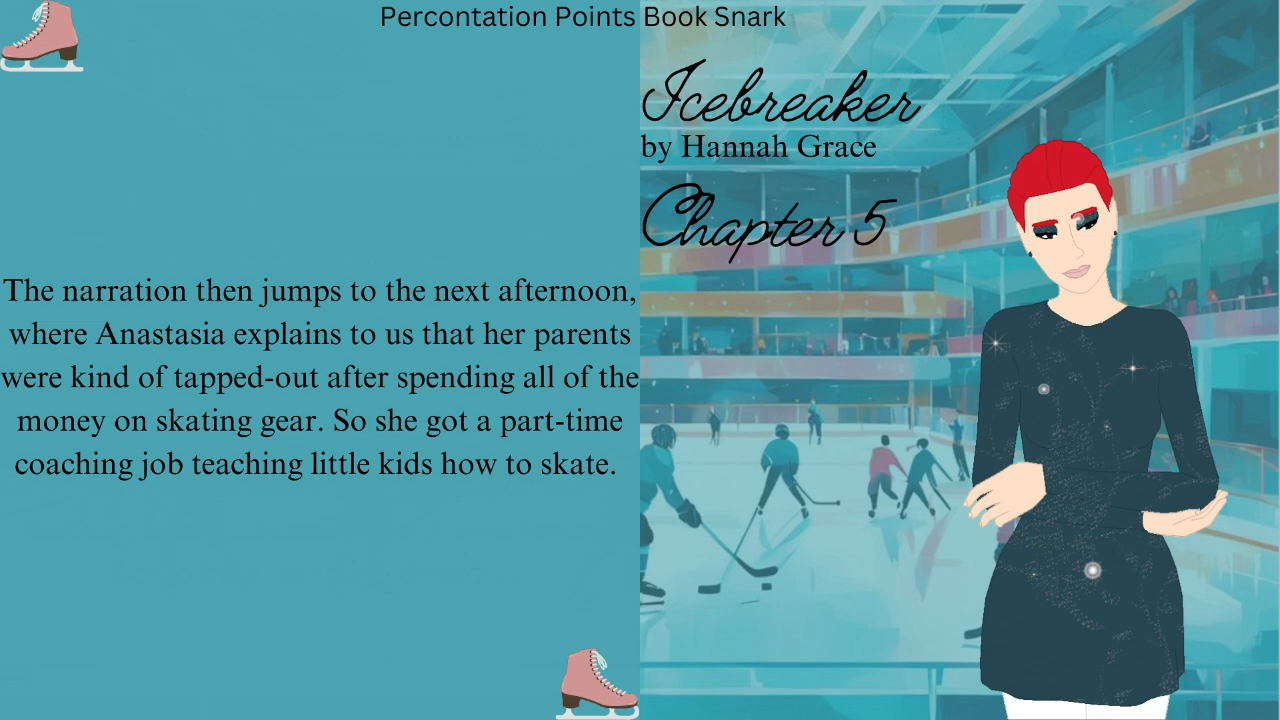 Percontation Points Book Snark
Icebreaker
by Hannah Grace
Chapter 5
The narration then jumps to the next afternoon,
where Anastasia explains to us that her parents
were kind of tapped-out after spending all of the
money on skating gear. So she got a part-time
coaching job teaching little kids how to skate.